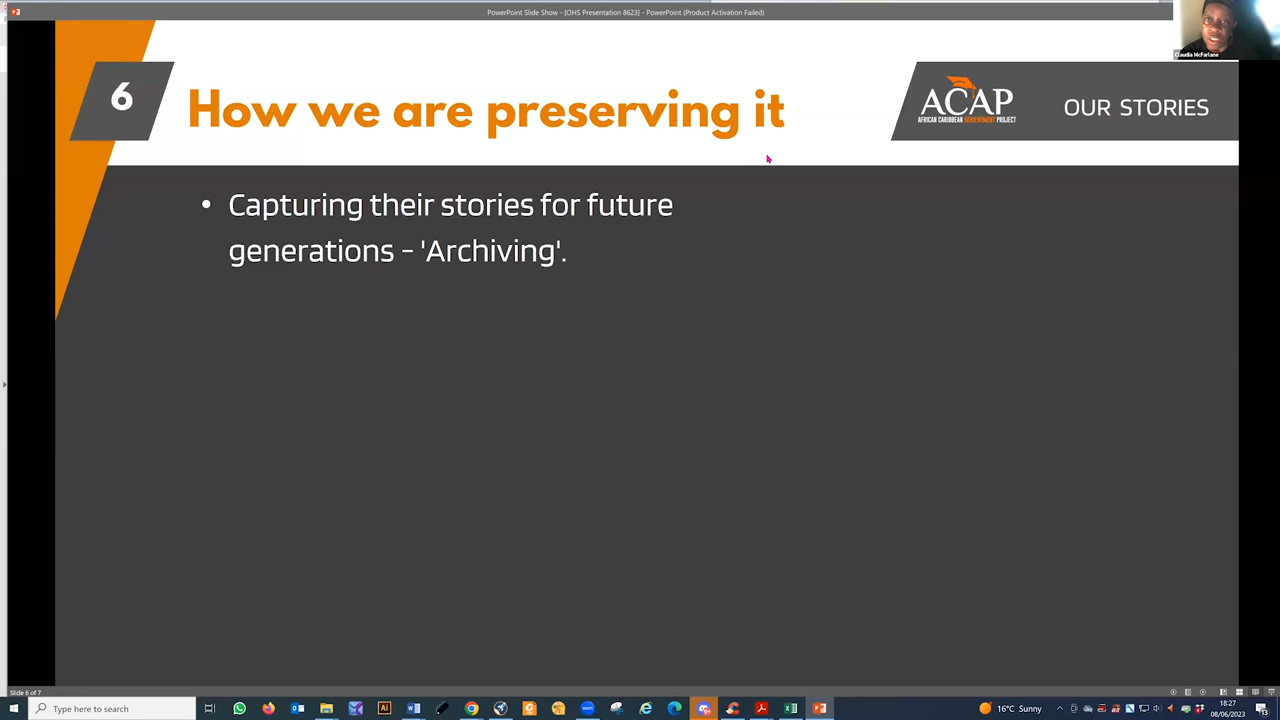 PowerPoint Slide Show - [OHS Presentation 8623] - PowerPoint (Product Activation Failed)
Claudia McFarlane
6
How we are preserving it
ACAP
AFRICAN CARIBBEAN ACHIEVEMENT PROJECT
OUR STORIES
• Capturing their stories for future
generations - 'Archiving'.
Slide 6 of 7
Type here to search
16°C Sunny
18:27
08/06/2023